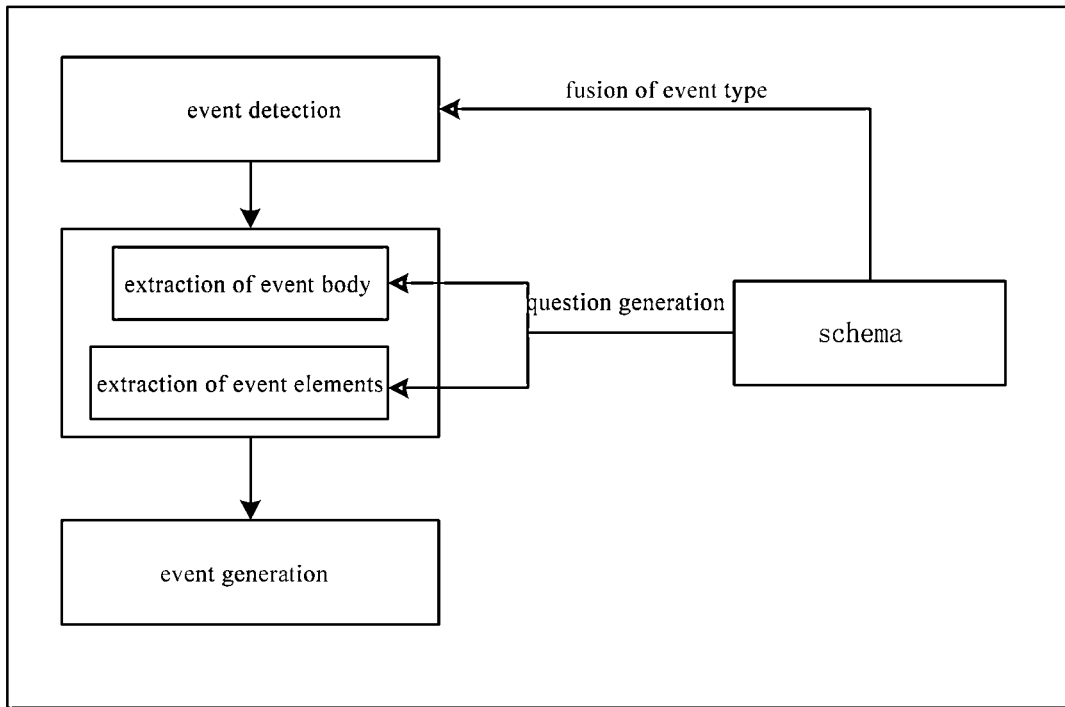 fusion of event type
event detection
extraction of event body
question generation
schema
extraction of event elements
event generation